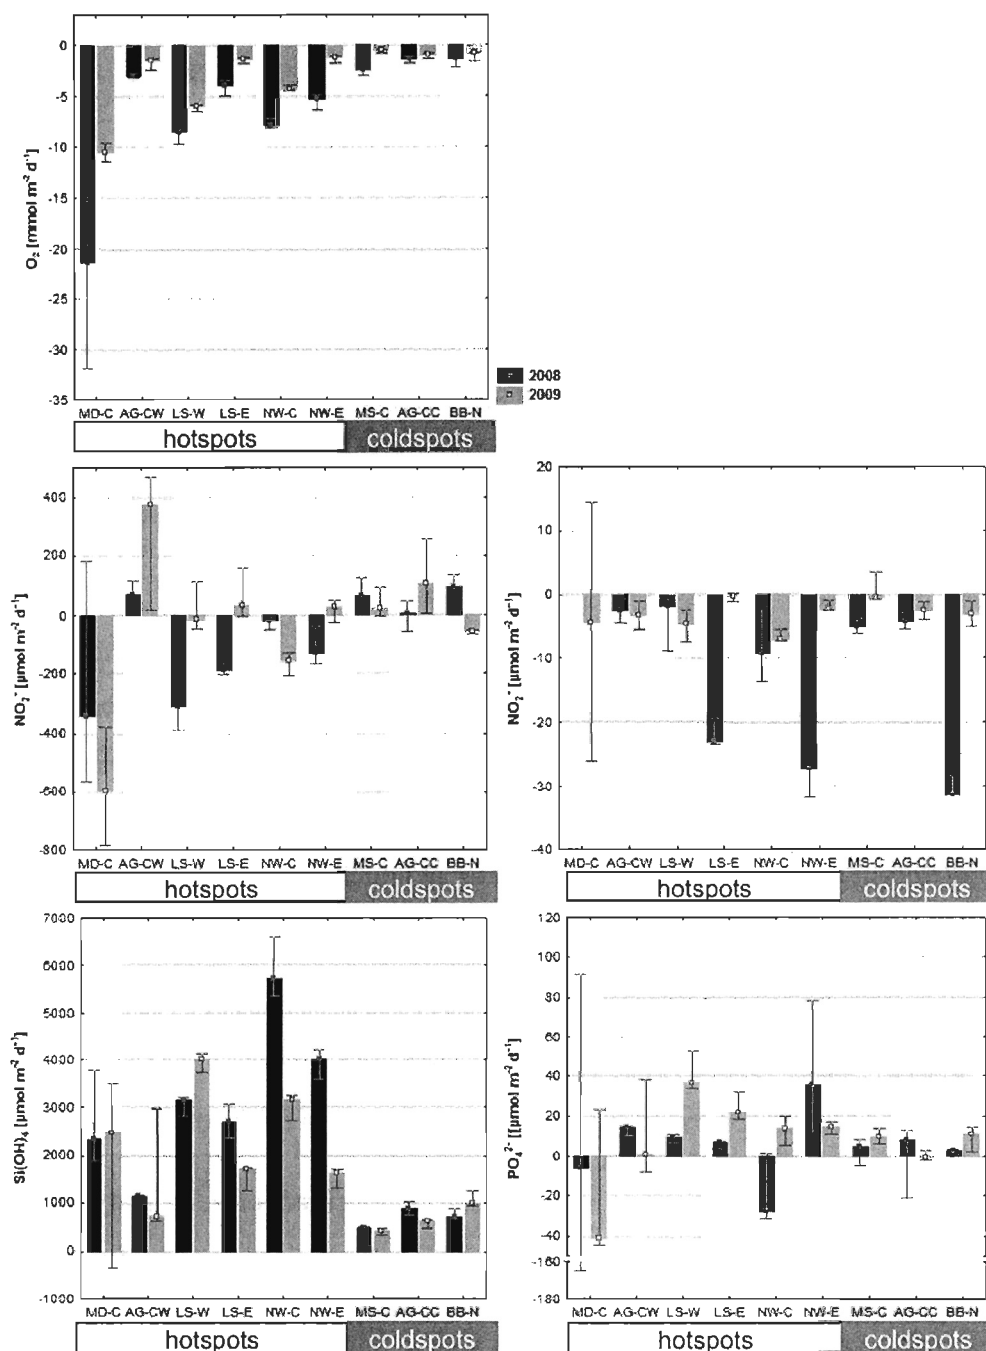 0
-5
-10
-15
-20
-25
-30
-35
O₂ [mmol m⁻² d⁻¹]
MD-C AG-CW LS-W LS-E NW-C NW-E MS-C AG-CC BB-N
hotspots coldspots
2008
2009
400
200
0
-200
-400
-600
-800
NO₂⁻ [µmol m⁻² d⁻¹]
MD-C AG-CW LS-W LS-E NW-C NW-E MS-C AG-CC BB-N
hotspots coldspots
20
10
0
-10
-20
-30
-40
NO₂⁻ [µmol m⁻² d⁻¹]
MD-C AG-CW LS-W LS-E NW-C NW-E MS-C AG-CC BB-N
hotspots coldspots
7000
6000
5000
4000
3000
2000
1000
0
-1000
Si(OH)₄ [µmol m⁻² d⁻¹]
MD-C AG-CW LS-W LS-E NW-C NW-E MS-C AG-CC BB-N
hotspots coldspots
120
100
80
60
40
20
0
-20
-40
-160
-180
PO₄²⁻ [[µmol m⁻² d⁻¹]
MD-C AG-CW LS-W LS-E NW-C NW-E MS-C AG-CC BB-N
hotspots coldspots